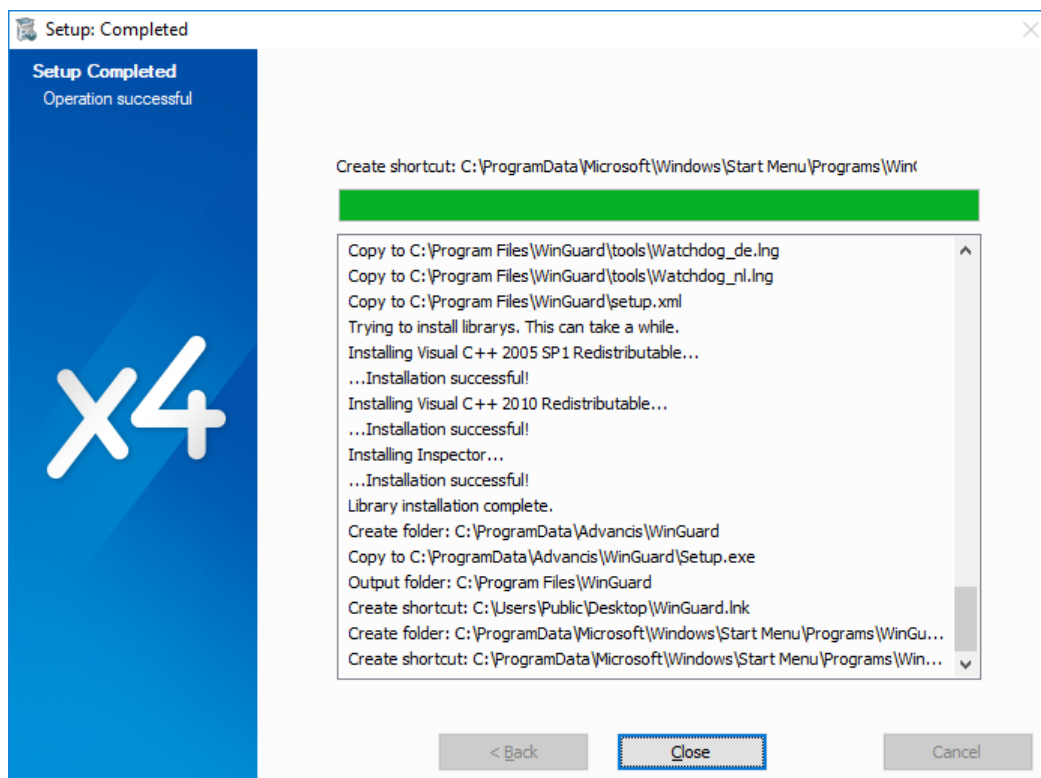 Setup: Completed
Setup Completed
Operation successful
Create shortcut: C:\ProgramData\Microsoft\Windows\Start Menu\Programs\Win
Copy to C:\Program Files\WinGuard\tools\Watchdog_de.lng
Copy to C:\Program Files\WinGuard\tools\Watchdog_nl.lng
Copy to C:\Program Files\WinGuard\setup.xml
Trying to install librarys. This can take a while.
Installing Visual C++ 2005 SP1 Redistributable...
...Installation successful!
Installing Visual C++ 2010 Redistributable...
...Installation successful!
Installing Inspector...
...Installation successful!
Library installation complete.
Create folder: C:\ProgramData\Advancis\WinGuard
Copy to C:\ProgramData\Advancis\WinGuard\Setup.exe
Output folder: C:\Program Files\WinGuard
Create shortcut: C:\Users\Public\Desktop\WinGuard.lnk
Create folder: C:\ProgramData\Microsoft\Windows\Start Menu\Programs\WinGu...
Create shortcut: C:\ProgramData\Microsoft\Windows\Start Menu\Programs\Win...
x4
< Back
Close
Cancel